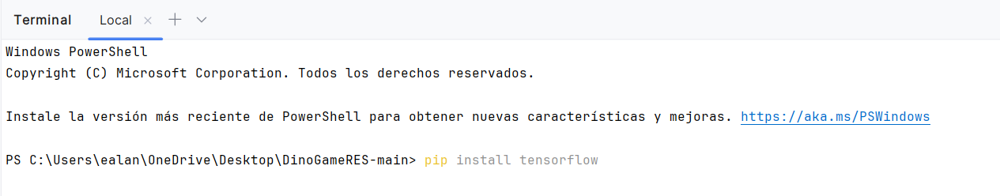 Terminal Local
Windows PowerShell
Copyright (C) Microsoft Corporation. Todos los derechos reservados.
Instale la versión más reciente de PowerShell para obtener nuevas características y mejoras. https://aka.ms/PSWindows
PS C:\Users\ealan\OneDrive\Desktop\DinoGameRES-main> pip install tensorflow